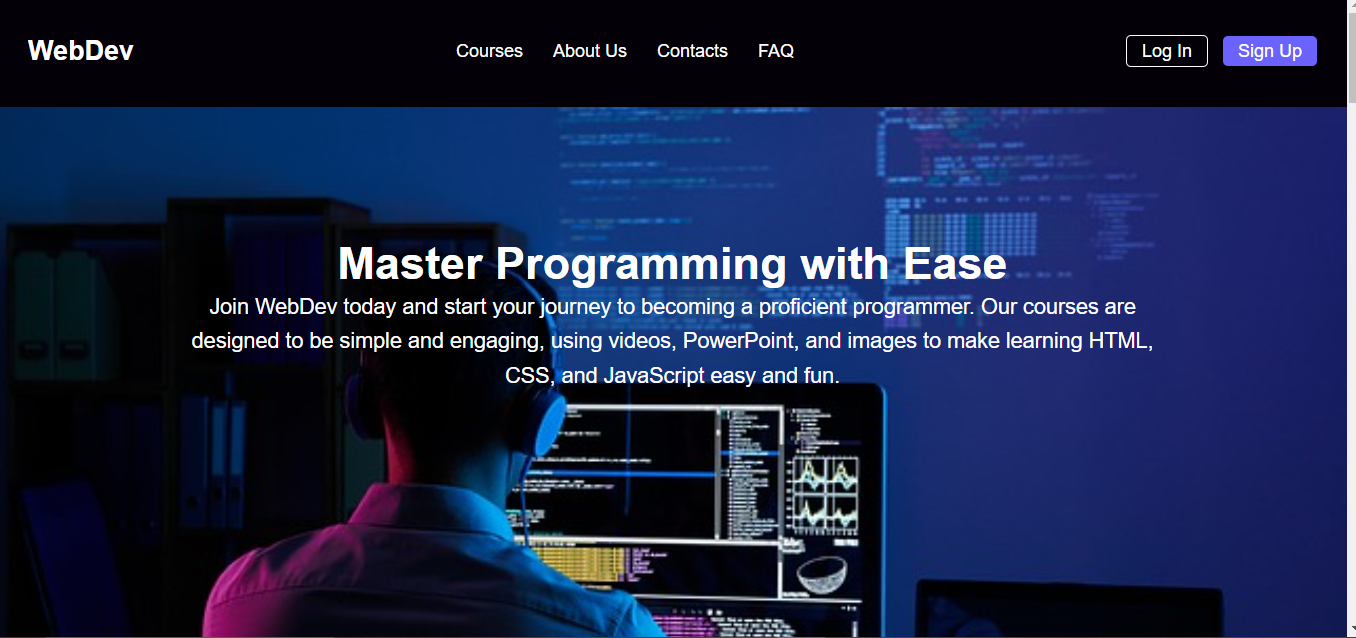 WebDev
Courses About Us Contacts FAQ
Log In Sign Up
Master Programming with Ease
Join WebDev today and start your journey to becoming a proficient programmer. Our courses are
designed to be simple and engaging, using videos, PowerPoint, and images to make learning HTML,
CSS, and JavaScript easy and fun.